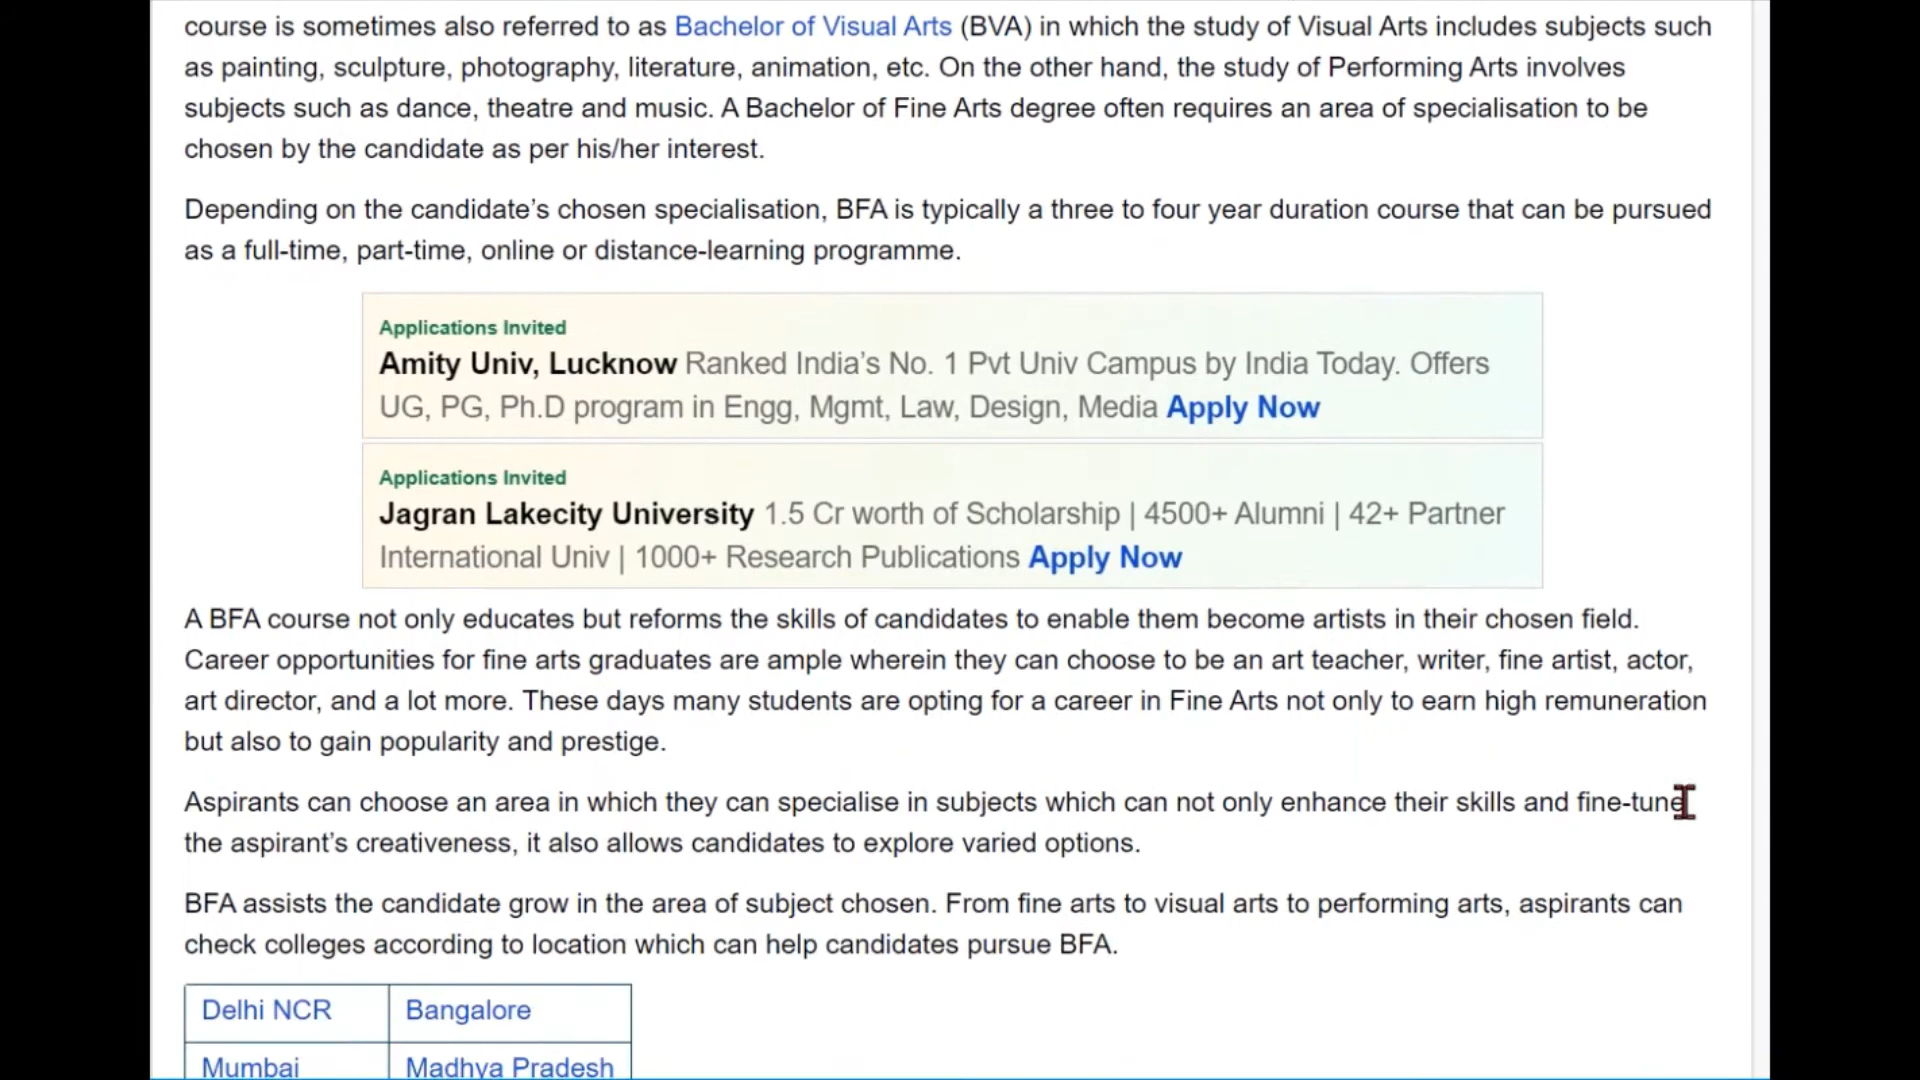 course is sometimes also referred to as Bachelor of Visual Arts (BVA) in which the study of Visual Arts includes subjects such
as painting, sculpture, photography, literature, animation, etc. On the other hand, the study of Performing Arts involves
subjects such as dance, theatre and music. A Bachelor of Fine Arts degree often requires an area of specialisation to be
chosen by the candidate as per his/her interest.
Depending on the candidate’s chosen specialisation, BFA is typically a three to four year duration course that can be pursued
as a full-time, part-time, online or distance-learning programme.
Applications Invited
Amity Univ, Lucknow Ranked India’s No. 1 Pvt Univ Campus by India Today. Offers
UG, PG, Ph.D program in Engg, Mgmt, Law, Design, Media Apply Now
Applications Invited
Jagran Lakecity University 1.5 Cr worth of Scholarship | 4500+ Alumni | 42+ Partner
International Univ | 1000+ Research Publications Apply Now
A BFA course not only educates but reforms the skills of candidates to enable them become artists in their chosen field.
Career opportunities for fine arts graduates are ample wherein they can choose to be an art teacher, writer, fine artist, actor,
art director, and a lot more. These days many students are opting for a career in Fine Arts not only to earn high remuneration
but also to gain popularity and prestige.
Aspirants can choose an area in which they can specialise in subjects which can not only enhance their skills and fine-tune
the aspirant’s creativeness, it also allows candidates to explore varied options.
BFA assists the candidate grow in the area of subject chosen. From fine arts to visual arts to performing arts, aspirants can
check colleges according to location which can help candidates pursue BFA.
Delhi NCR Bangalore
Mumbai Madhya Pradesh